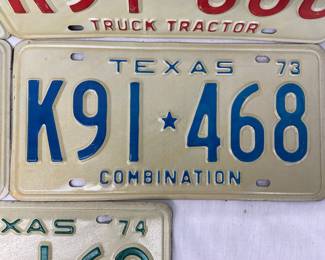 TRUCK TRACTOR
TEXAS 73
K91★468
COMBINATION
XAS 74